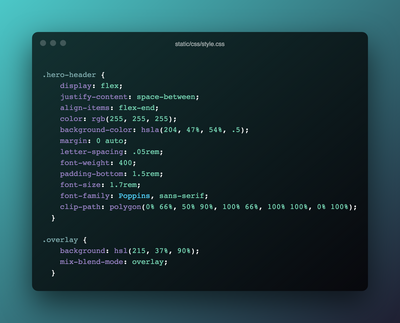 static/css/style.css
.hero-header {
display: flex;
justify-content: space-between;
align-items: flex-end;
color: rgb(255, 255, 255);
background-color: hsla(204, 47%, 54%, .5);
margin: 0 auto;
letter-spacing: .05rem;
font-weight: 400;
padding-bottom: 1.5rem;
font-size: 1.7rem;
font-family: Poppins, sans-serif;
clip-path: polygon(0% 66%, 50% 90%, 100% 66%, 100% 100%, 0% 100%);
}
.overlay {
background: hsl(215, 37%, 90%);
mix-blend-mode: overlay;
}